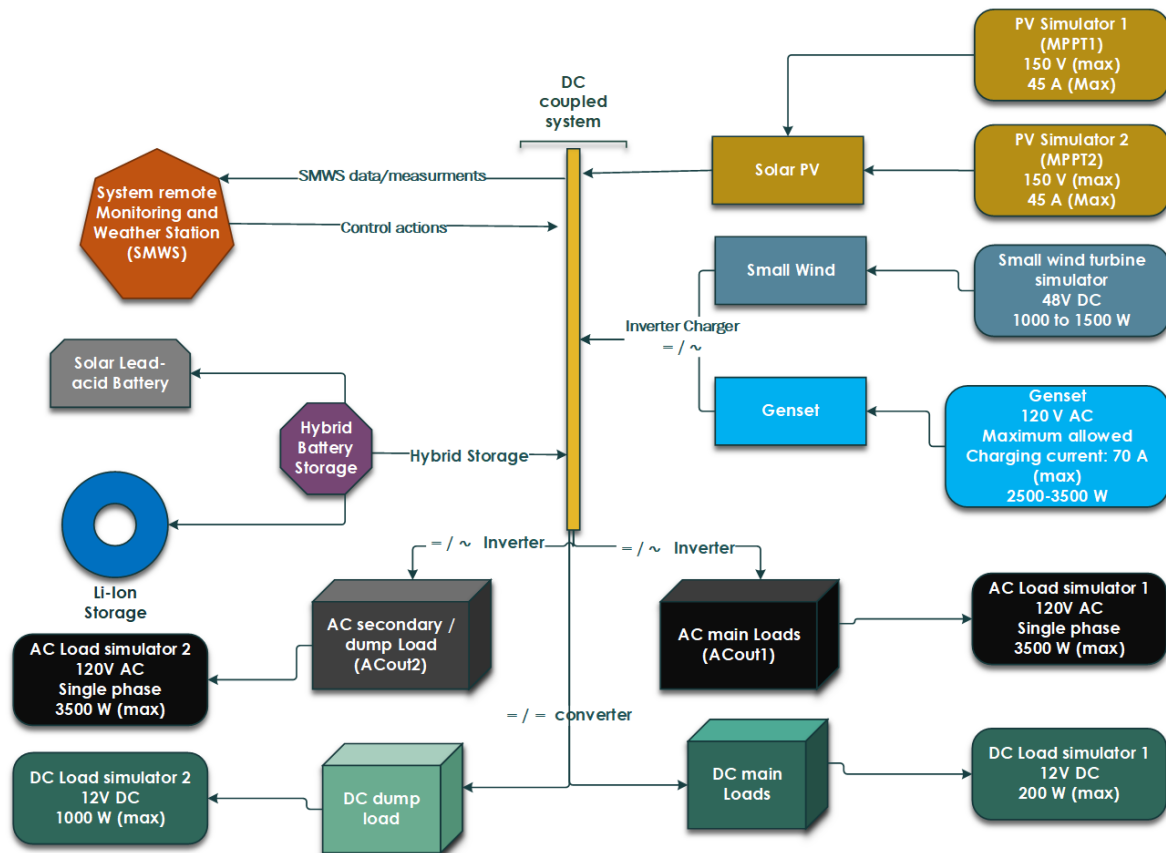 PV Simulator 1
(MPPT1)
150 V (max)
45 A (Max)
DC
coupled
system
PV Simulator 2
(MPPT2)
150 V (max)
45 A (Max)
Solar PV
SMWS data/measurments
System remote
Monitoring and
Weather Station
(SMWS)
Control actions
Small Wind
Small wind turbine
simulator
48V DC
1000 to 1500 W
Inverter Charger
= / ~
Solar Lead-
acid Battery
Genset
Genset
120 V AC
Maximum allowed
Charging current: 70 A
(max)
2500-3500 W
Hybrid
Battery
Storage
Hybrid Storage
Li-Ion
Storage
= / ~ Inverter
= / ~ Inverter
AC secondary /
dump Load
(ACout2)
AC main Loads
(ACout1)
AC Load simulator 1
120V AC
Single phase
3500 W (max)
AC Load simulator 2
120V AC
Single phase
3500 W (max)
= / = converter
DC Load simulator 2
12V DC
1000 W (max)
DC dump
load
DC main
Loads
DC Load simulator 1
12V DC
200 W (max)